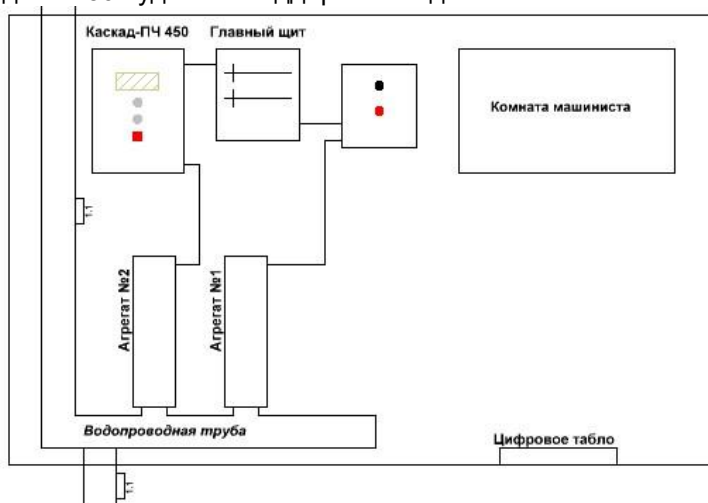 Каскад-ПЧ 450
Главный щит
Комната машиниста
1.1
Агрегат №2
Агрегат №1
Водопроводная труба
Цифровое табло
1.1